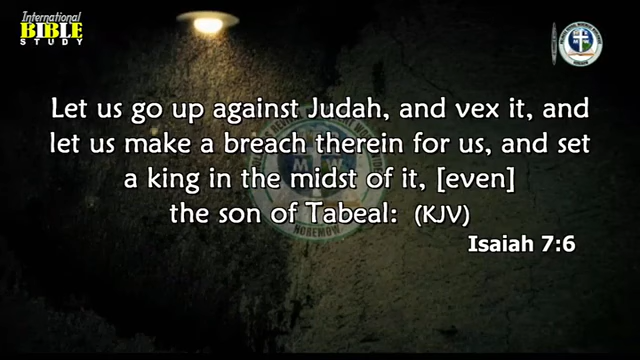 International
BIBLE
STUDY
Let us go up against Judah, and vex it, and
let us make a breach therein for us, and set
a king in the midst of it, [even]
the son of Tabeal: (KJV)
Isaiah 7:6
M W
HOREMOW